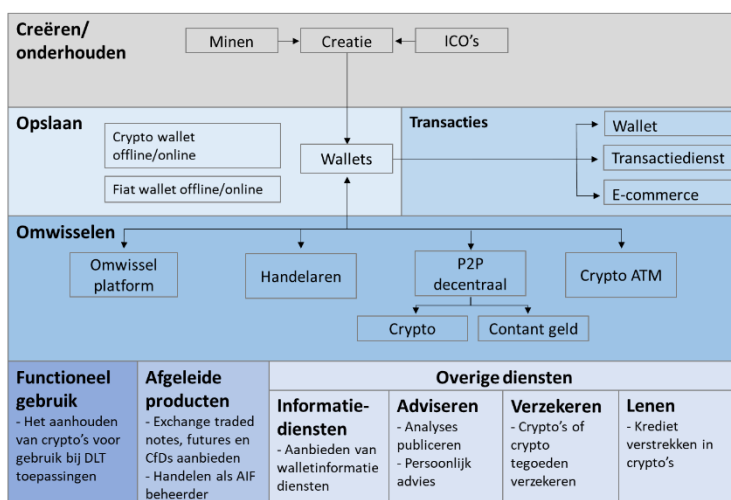 Creëren/
onderhouden
Minen
Creatie
ICO's
Opslaan
Crypto wallet
offline/online
Fiat wallet offline/online
Wallets
Transacties
Wallet
Transactiedienst
E-commerce
Omwisselen
Omwissel
platform
Handelaren
P2P
decentraal
Crypto ATM
Crypto
Contant geld
Functioneel
gebruik
- Het aanhouden
van crypto's voor
gebruik bij DLT
toepassingen
Afgeleide
producten
- Exchange traded
notes, futures en
CfDs aanbieden
- Handelen als AIF
beheerder
Overige diensten
Informatie-
diensten
- Aanbieden van
walletinformatie
diensten
Adviseren
- Analyses
publiceren
- Persoonlijk
advies
Verzekeren
- Crypto's of
crypto
tegoeden
verzekeren
Lenen
- Krediet
verstrekken in
crypto's